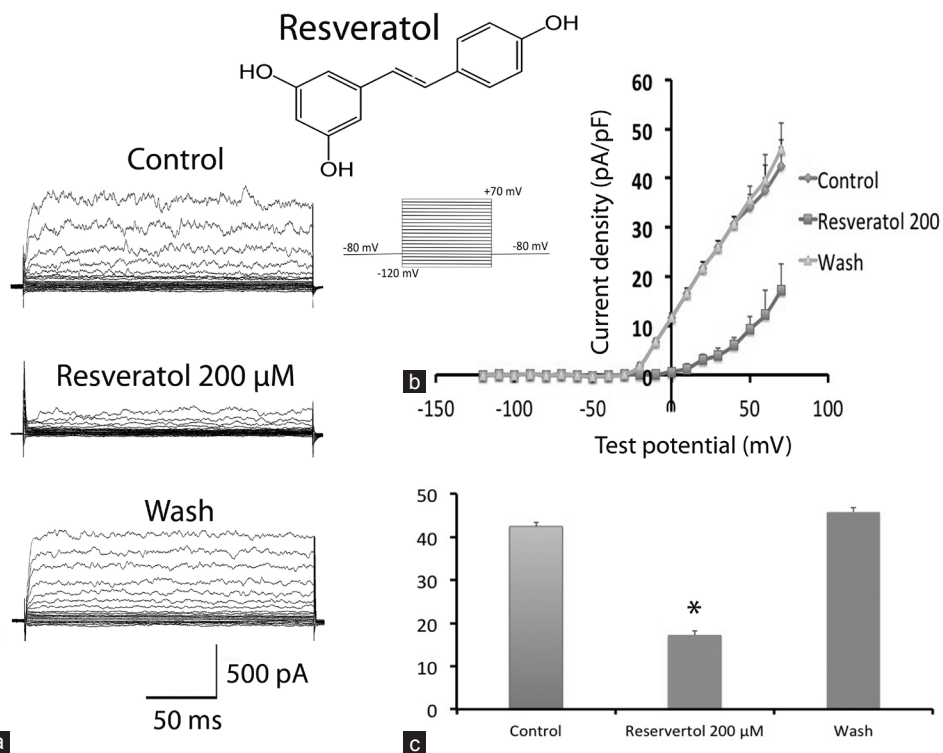 Resveratol
OH
HO
OH
Control
+70 mV
-80 mV
-80 mV
-120 mV
Resveratol 200 µM
Wash
500 pA
50 ms
a
Current density (pA/pF)
60
50
40
30
20
10
0
-150
-100
-50
0
50
100
Test potential (mV)
Control
Resveratol 200
Wash
b
50
40
30
20
10
0
*
Control
Reservertol 200 µM
Wash
c